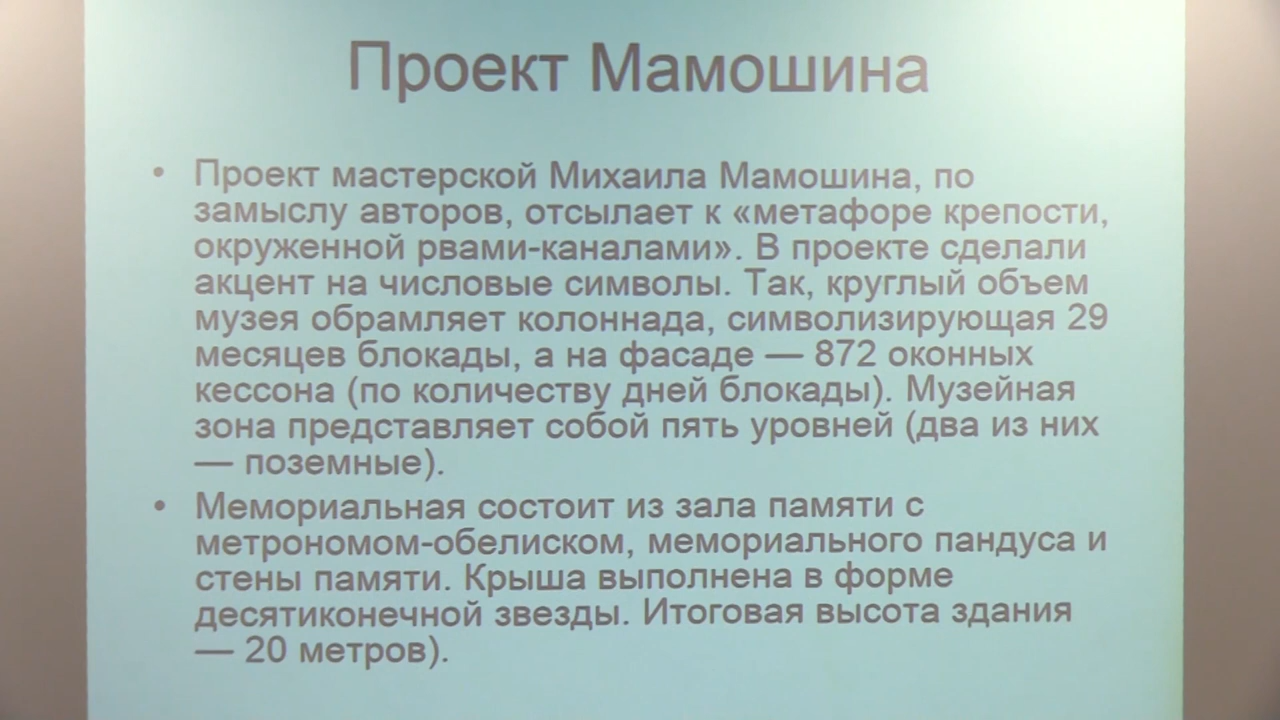 Проект Мамошина
• Проект мастерской Михаила Мамошина, по
замыслу авторов, отсылает к «метафоре крепости,
окруженной рвами-каналами». В проекте сделали
акцент на числовые символы. Так, круглый объем
музея обрамляет колоннада, символизирующая 29
месяцев блокады, а на фасаде — 872 оконных
кессона (по количеству дней блокады). Музейная
зона представляет собой пять уровней (два из них
— поземные).
• Мемориальная состоит из зала памяти с
метрономом-обелиском, мемориального пандуса и
стены памяти. Крыша выполнена в форме
десятиконечной звезды. Итоговая высота здания
— 20 метров).